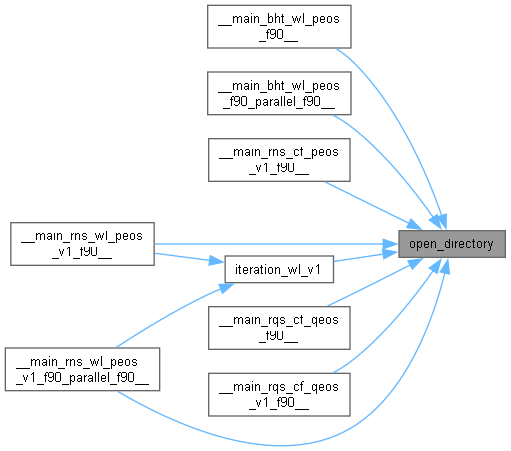 __main_bht_wl_peos
_f90__
__main_bht_wl_peos
_f90_parallel_f90__
__main_rns_cf_peos
_v1_f90__
__main_rns_wl_peos
_v1_f90__
open_directory
iteration_wl_v1
__main_rqs_cf_qeos
_f90__
__main_rns_wl_peos
_v1_f90_parallel_f90__
__main_rqs_cf_qeos
_v1_f90__